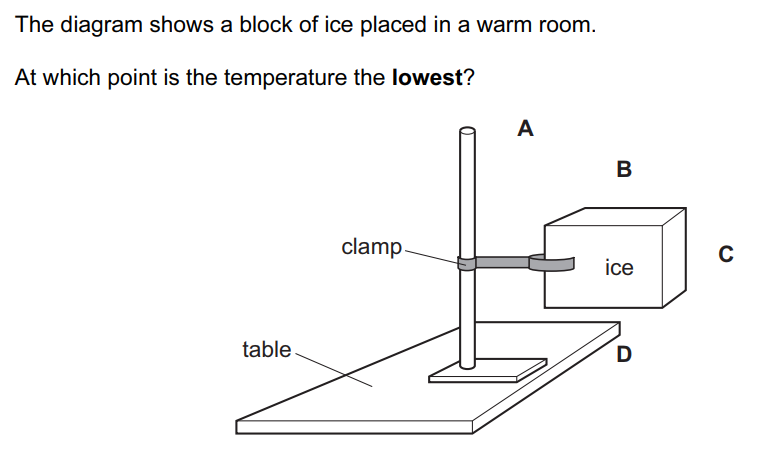 The diagram shows a block of ice placed in a warm room.
At which point is the temperature the lowest?
A
B
clamp
C
ice
table
D